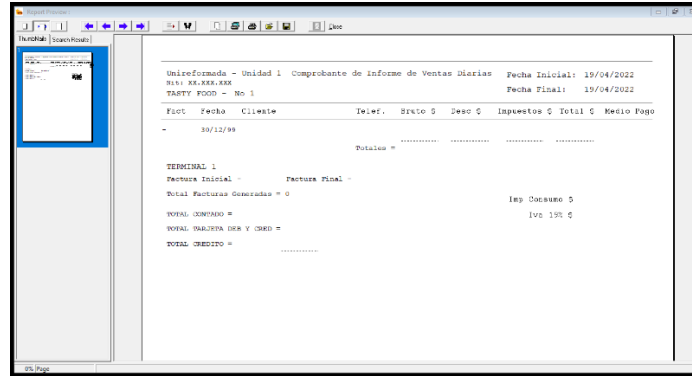 Report Preview
Close
Thumbnails Search Results
Unireformada - Unidad 1 Comprobante de Informe de Ventas Diarias Fecha Inicial: 19/04/2022
Nit: XX.XXX.XXX
TASTY FOOD - No 1 Fecha Final: 19/04/2022
Fact Fecha Cliente Telef. Bruto $ Desc $ Impuestos $ Total $ Medio Pago
- 30/12/99
Totales =
TERMINAL 1
Factura Inicial - Factura Final -
Total Facturas Generadas = 0
Imp Consumo $
TOTAL CONTADO =
Iva 19% $
TOTAL TARJETA DEB Y CRED =
TOTAL CREDITO =
0% Page